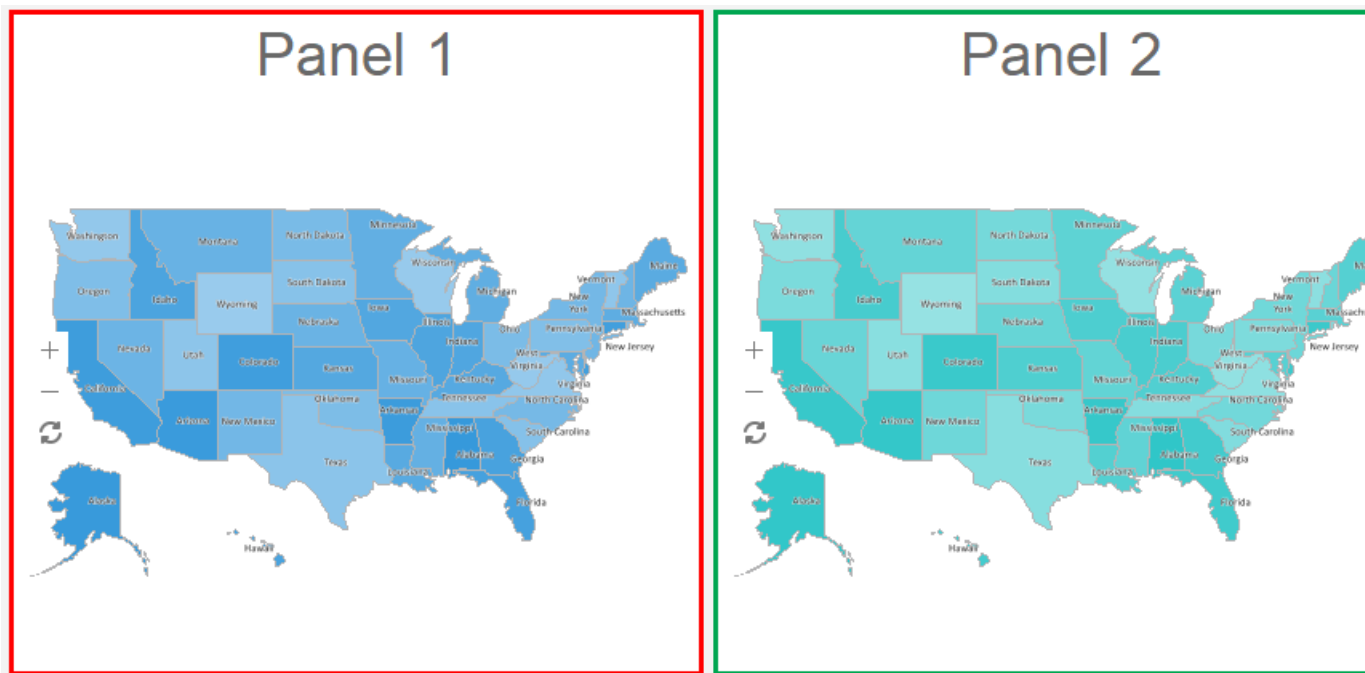 Panel 1
Minnesota
Washington
North Dakota
Montana
Wisconsin
Maine
South Dakota
Vermont
Oregon
Idaho
Michigan
New
York
Wyoming
Iowa
Massachusetts
Nebraska
Illinois
Ohio
Pennsylvania
Indiana
New Jersey
Nevada
Utah
Colorado
West
Virginia
Kansas
Missouri
Kentucky
Virginia
California
Oklahoma
Tennessee
North Carolina
Arkansas
Arizona
New Mexico
Mississippi
South Carolina
Alabama
Georgia
Texas
Louisiana
Alaska
Florida
Hawaii
Panel 2
Minnesota
Washington
North Dakota
Montana
Wisconsin
South Dakota
Vermont
Oregon
Idaho
Michigan
New
York
Wyoming
Iowa
Nebraska
Illinois
Ohio
Pennsylvania
Indiana
New Jersey
Nevada
Utah
Colorado
West
Virginia
Kansas
Missouri
Kentucky
Virginia
California
Oklahoma
Tennessee
North Carolina
Arkansas
Arizona
New Mexico
Mississippi
South Carolina
Alabama
Georgia
Texas
Louisiana
Alaska
Florida
Hawaii